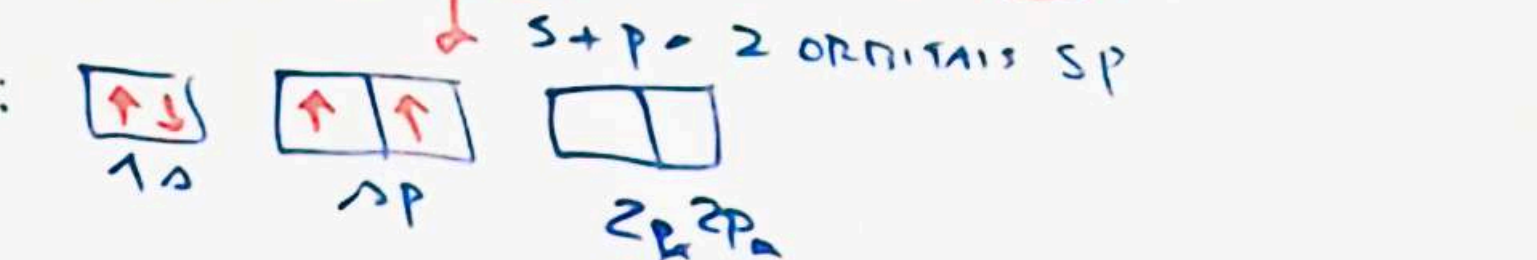 s + p = 2 ORBITAIS sp
: ↑↓ ↑ ↑
1s sp 2p 2p